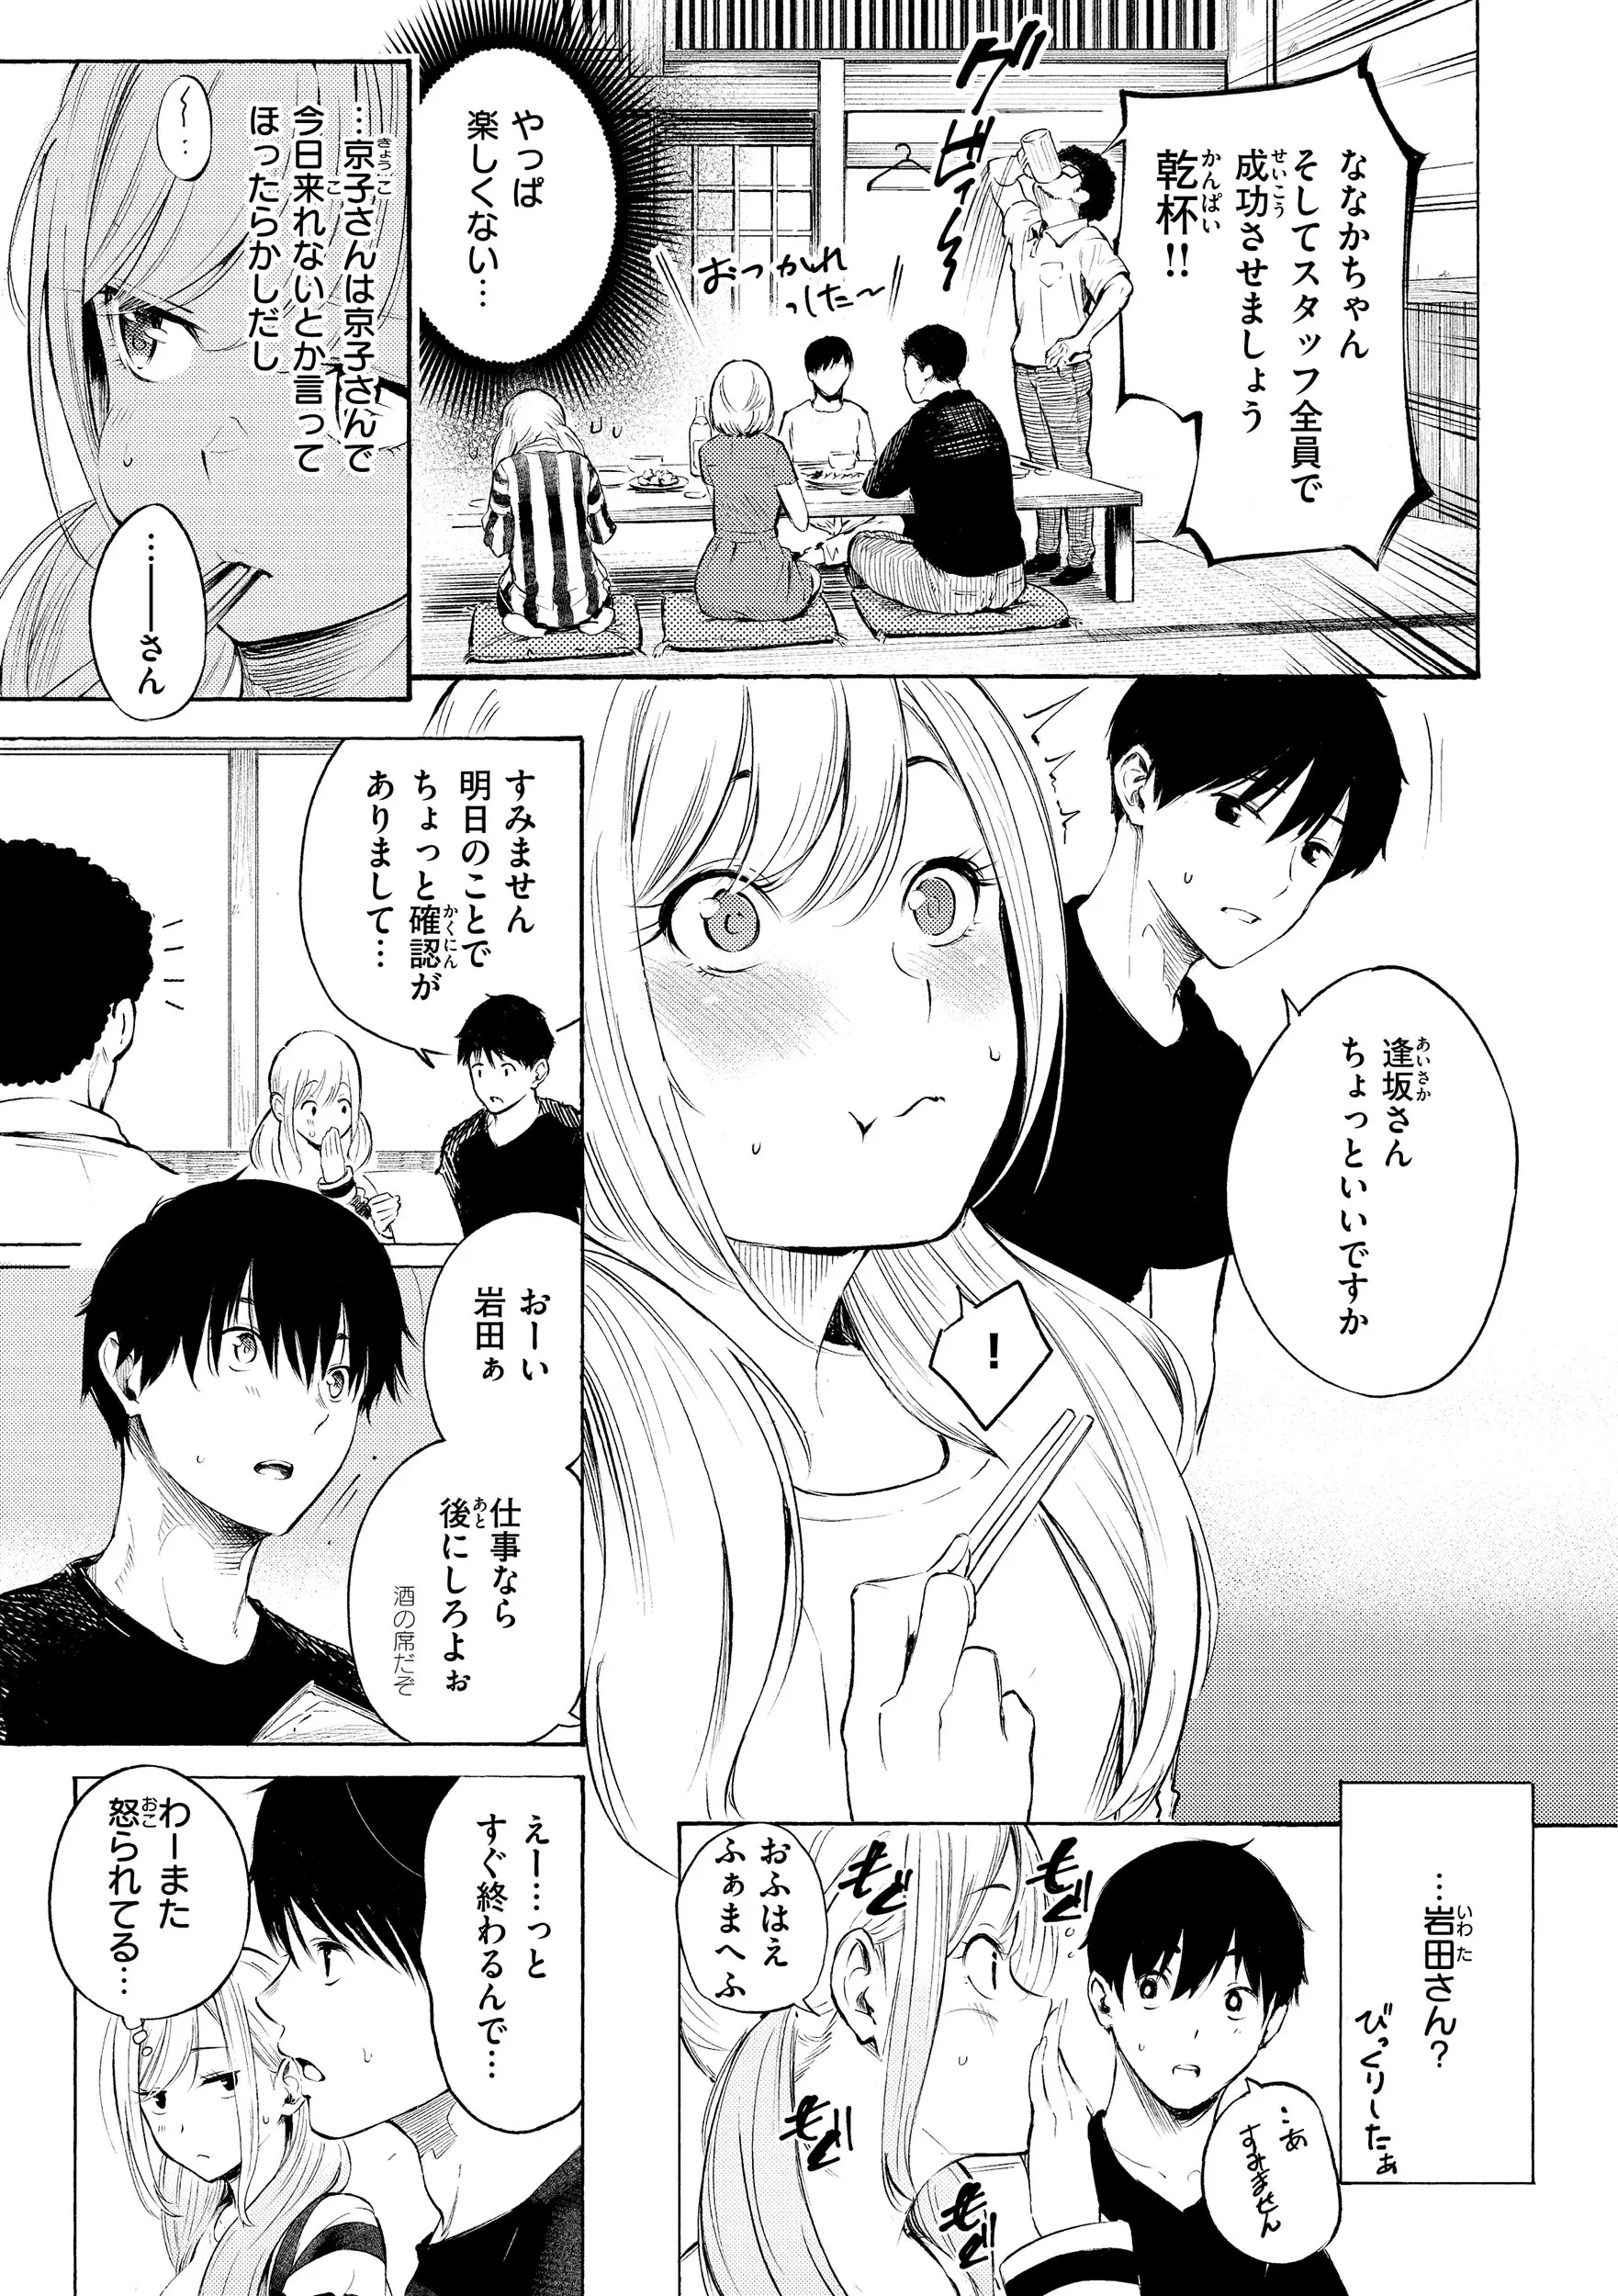 ななかちゃん
そしてスタッフ全員で
成功させましょう
乾杯!!
グビビィ
おつかれ
っした〜
やっぱ
楽しくない…
…京子さんは京子さんで
今日来れないとか言って
ほったらかしだし
……――さん
逢坂さん
ちょっといいですか
!
…岩田さん?
びっくりしたぁ
もぐ
もぐ
もぐ
もぐ
おふはえ
ふぁまへふ
…あ
すみません
すみません
明日のことで
ちょっと確認が
ありまして…
おーい
岩田ぁ
仕事なら
後にしろよぉ
酒の席だぞ
えー…っと
すぐ終わるんで…
わーまた
怒られてる…